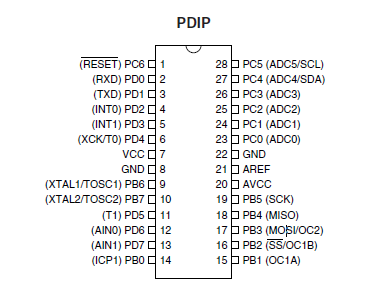 PDIP
(RESET) PC6 1 28 PC5 (ADC5/SCL)
(RXD) PD0 2 27 PC4 (ADC4/SDA)
(TXD) PD1 3 26 PC3 (ADC3)
(INT0) PD2 4 25 PC2 (ADC2)
(INT1) PD3 5 24 PC1 (ADC1)
(XCK/T0) PD4 6 23 PC0 (ADC0)
VCC 7 22 GND
GND 8 21 AREF
(XTAL1/TOSC1) PB6 9 20 AVCC
(XTAL2/TOSC2) PB7 10 19 PB5 (SCK)
(T1) PD5 11 18 PB4 (MISO)
(AIN0) PD6 12 17 PB3 (MOSI/OC2)
(AIN1) PD7 13 16 PB2 (SS/OC1B)
(ICP1) PB0 14 15 PB1 (OC1A)